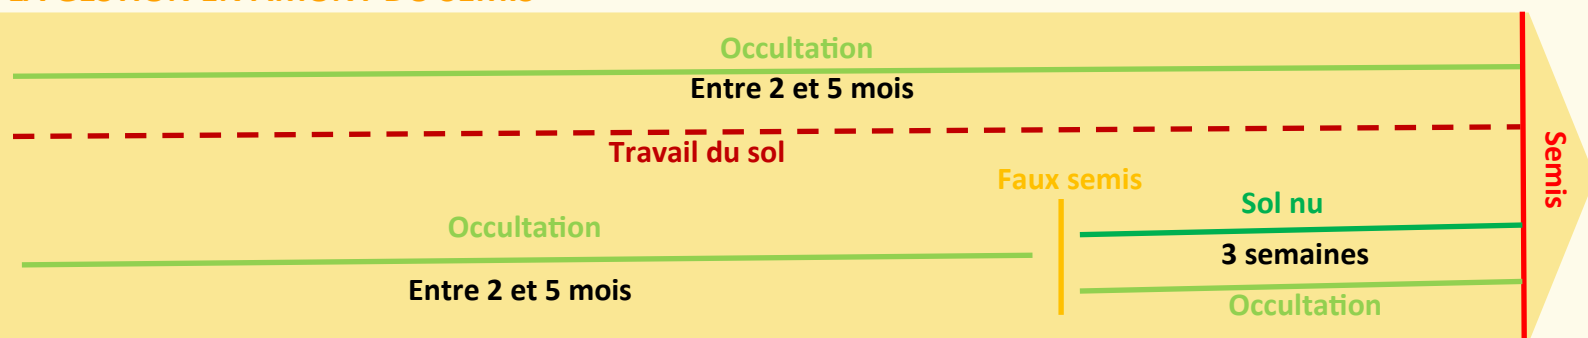 Occultation
Entre 2 et 5 mois
Travail du sol
Semis
Faux semis
Sol nu
Occultation
3 semaines
Entre 2 et 5 mois
Occultation